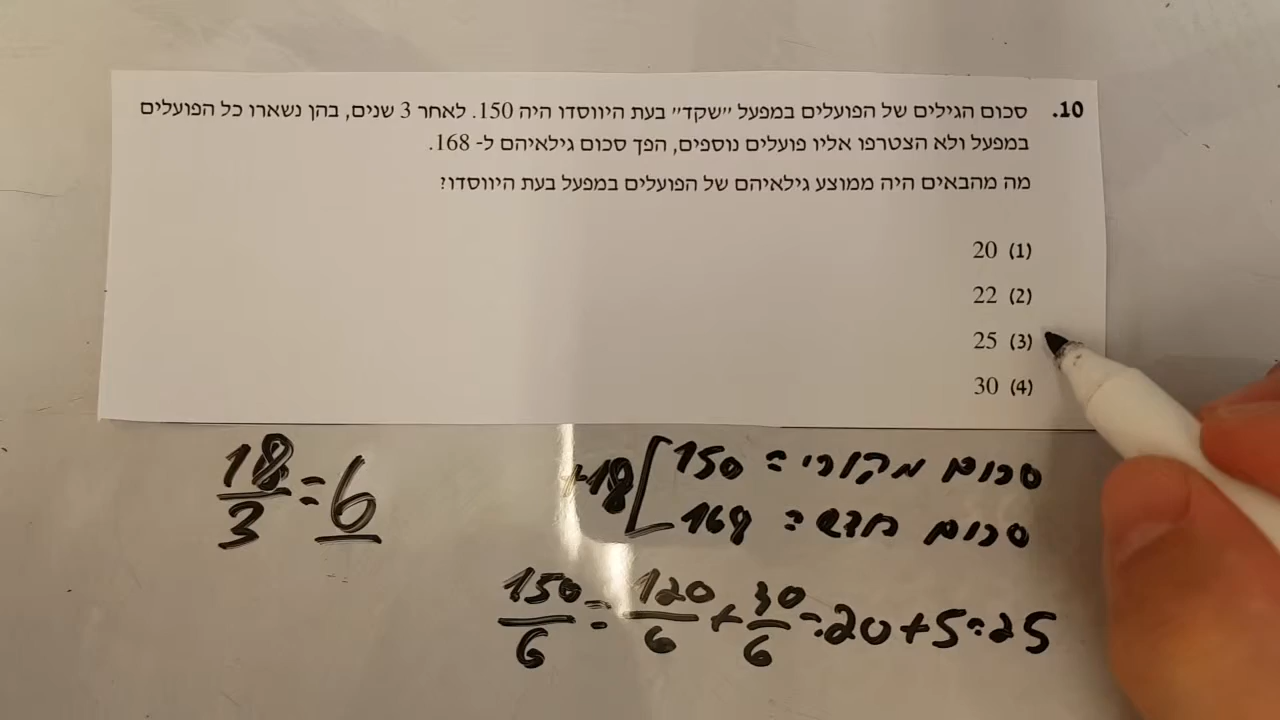 10. סכום הגילים של הפועלים במפעל "שקד" בעת היווסדו היה 150. לאחר 3 שנים, בהן נשארו כל הפועלים
במפעל ולא הצטרפו אליו פועלים נוספים, הפך סכום גילאיהם ל- 168.
מה מהבאים היה ממוצע גילאיהם של הפועלים במפעל בעת היווסדו?
(1) 20
(2) 22
(3) 25
(4) 30
סכום מקורי = 150
סכום חדש = 168
+18
18/3 = 6
150/6 = 120/6 + 30/6 = 20 + 5 = 25